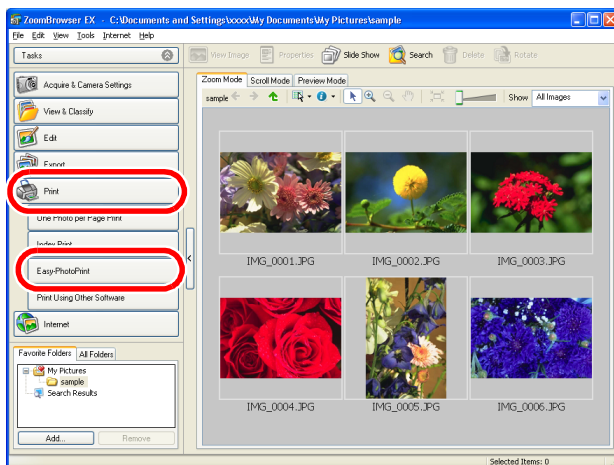 ZoomBrowser EX - C:\Documents and Settings\xxxx\My Documents\My Pictures\sample
File Edit View Tools Internet Help
Tasks
View Image Properties Slide Show Search Delete Rotate
Acquire & Camera Settings
View & Classify
Edit
Export
Print
One Photo per Page Print
Index Print
Easy-PhotoPrint
Print Using Other Software
Internet
Zoom Mode Scroll Mode Preview Mode
sample Show All Images
IMG_0001.JPG IMG_0002.JPG IMG_0003.JPG
IMG_0004.JPG IMG_0005.JPG IMG_0006.JPG
Favorite Folders All Folders
My Pictures
sample
Search Results
Add... Remove
Selected Items: 0